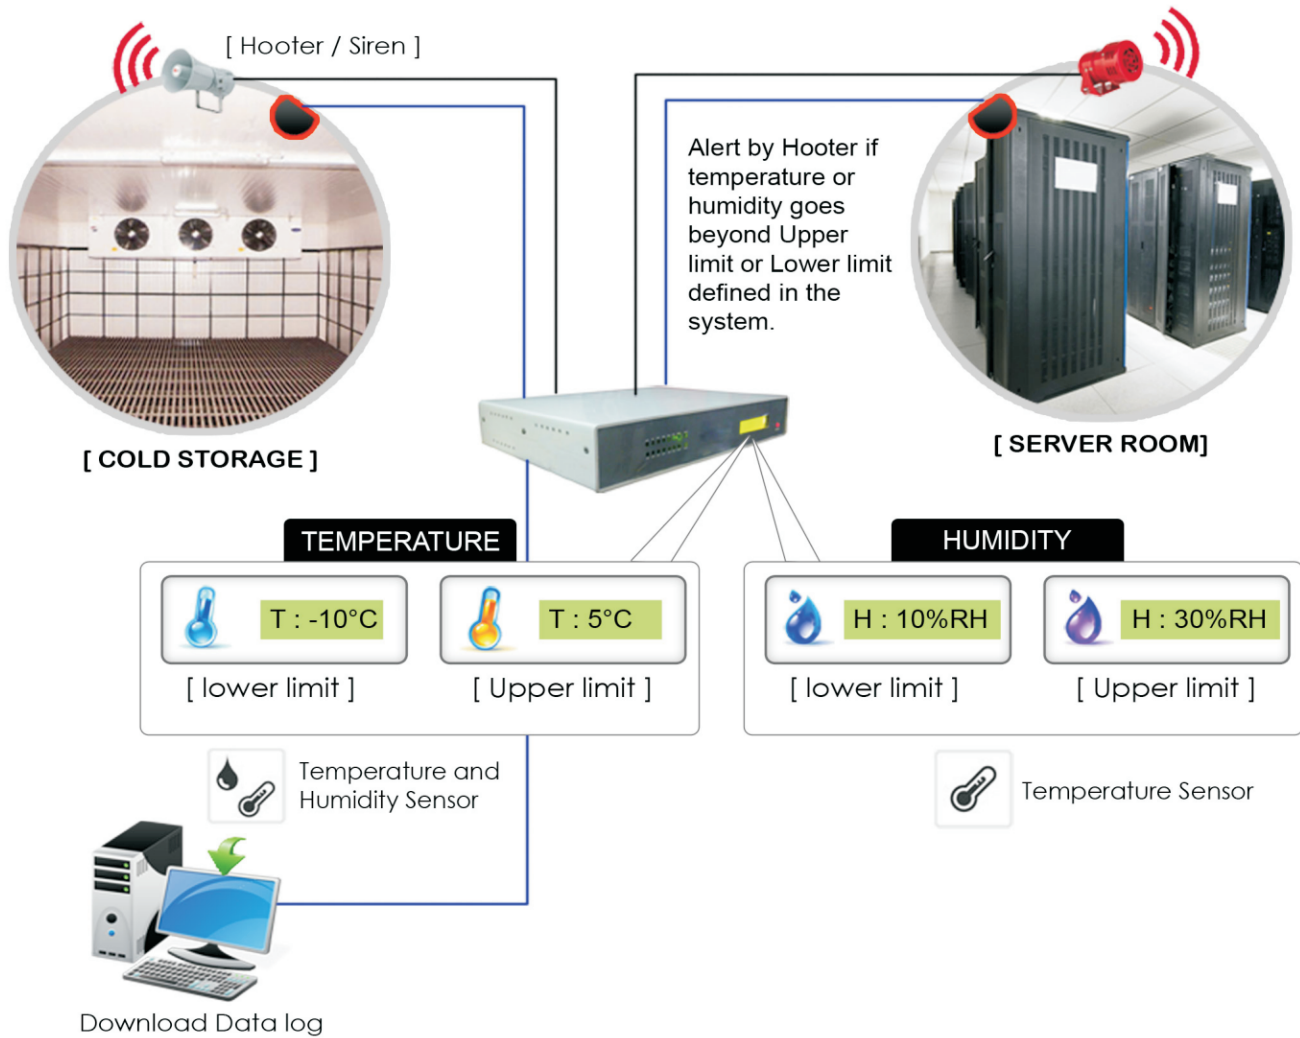 [ Hooter / Siren ]
Alert by Hooter if
temperature or
humidity goes
beyond Upper
limit or Lower limit
defined in the
system.
[ COLD STORAGE ]
[ SERVER ROOM]
TEMPERATURE
T : -10°C
T : 5°C
[ lower limit ]
[ Upper limit ]
HUMIDITY
H : 10%RH
H : 30%RH
[ lower limit ]
[ Upper limit ]
Temperature and
Humidity Sensor
Temperature Sensor
Download Data log